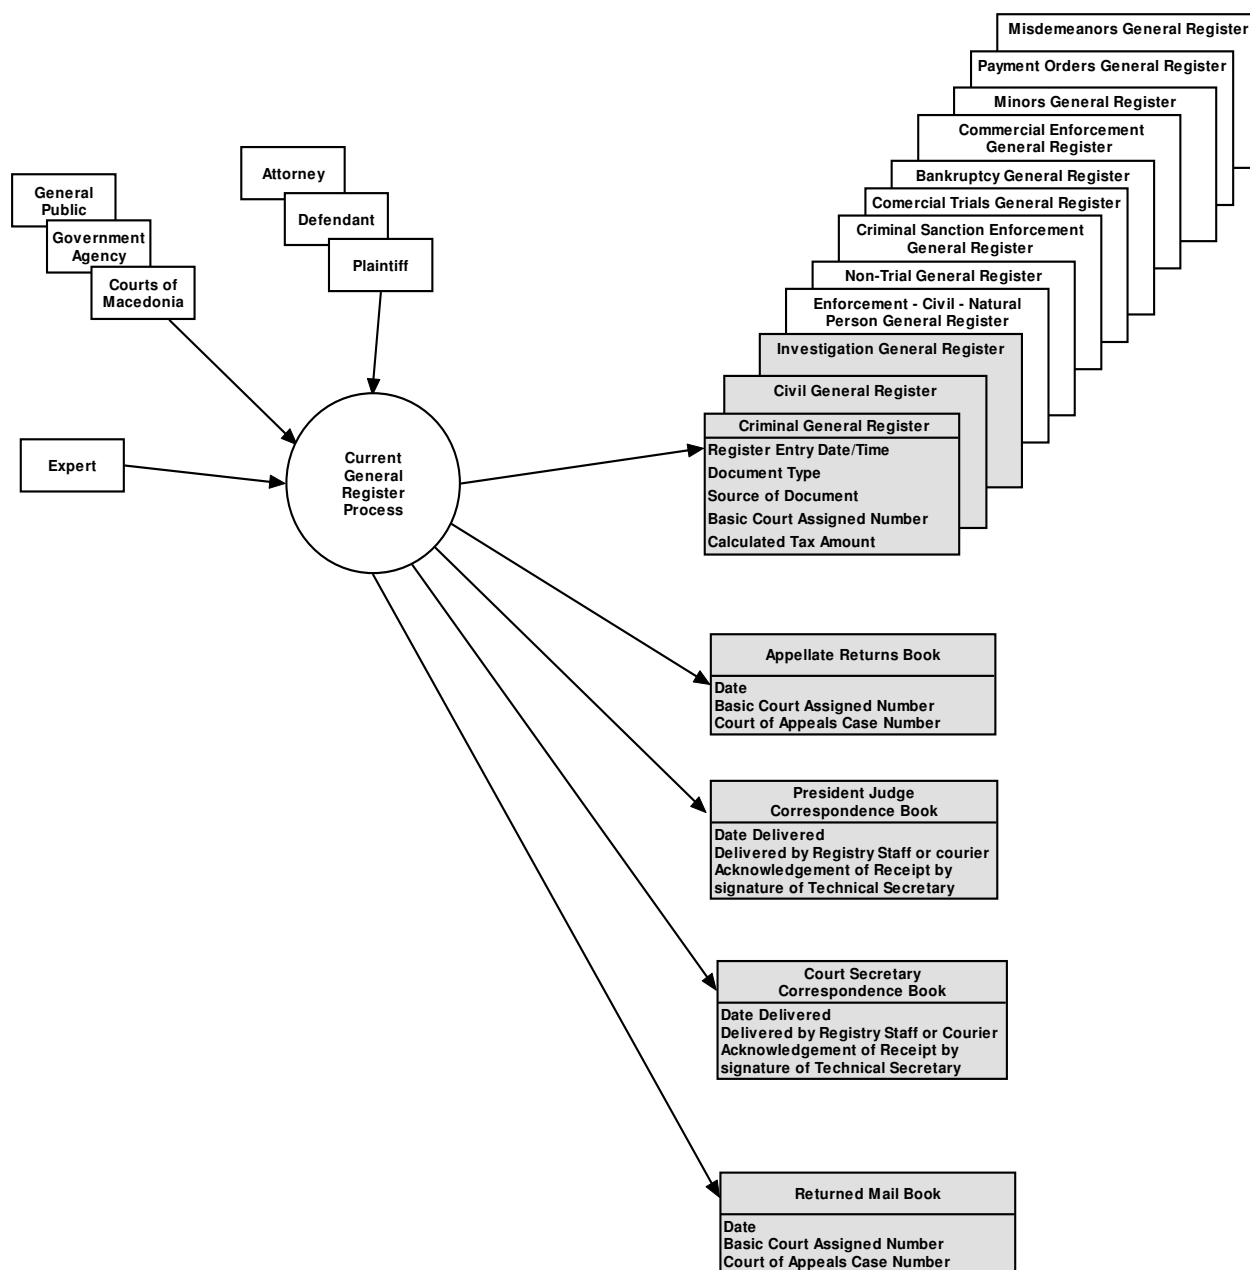 Misdemeanors General Register
Payment Orders General Register
Minors General Register
Commercial Enforcement
General Register
Bankruptcy General Register
Comercial Trials General Register
Criminal Sanction Enforcement
General Register
Non-Trial General Register
Enforcement - Civil - Natural
Person General Register
Investigation General Register
Civil General Register
Criminal General Register
Register Entry Date/Time
Document Type
Source of Document
Basic Court Assigned Number
Calculated Tax Amount
Attorney
Defendant
Plaintiff
General
Public
Government
Agency
Courts of
Macedonia
Expert
Current
General
Register
Process
Appellate Returns Book
Date
Basic Court Assigned Number
Court of Appeals Case Number
President Judge
Correspondence Book
Date Delivered
Delivered by Registry Staff or courier
Acknowledgement of Receipt by
signature of Technical Secretary
Court Secretary
Correspondence Book
Date Delivered
Delivered by Registry Staff or Courier
Acknowledgement of Receipt by
signature of Technical Secretary
Returned Mail Book
Date
Basic Court Assigned Number
Court of Appeals Case Number